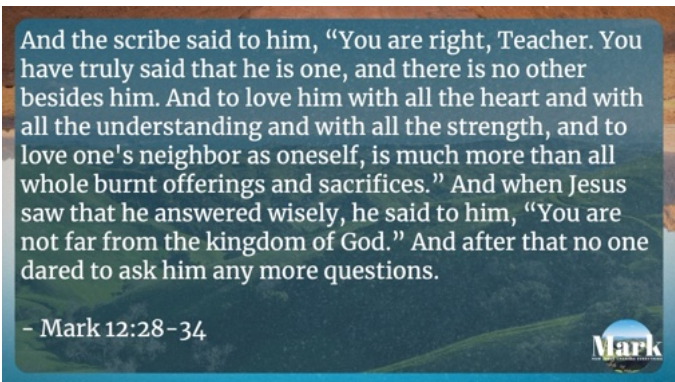 And the scribe said to him, “You are right, Teacher. You
have truly said that he is one, and there is no other
besides him. And to love him with all the heart and with
all the understanding and with all the strength, and to
love one's neighbor as oneself, is much more than all
whole burnt offerings and sacrifices.” And when Jesus
saw that he answered wisely, he said to him, “You are
not far from the kingdom of God.” And after that no one
dared to ask him any more questions.
- Mark 12:28-34
Mark